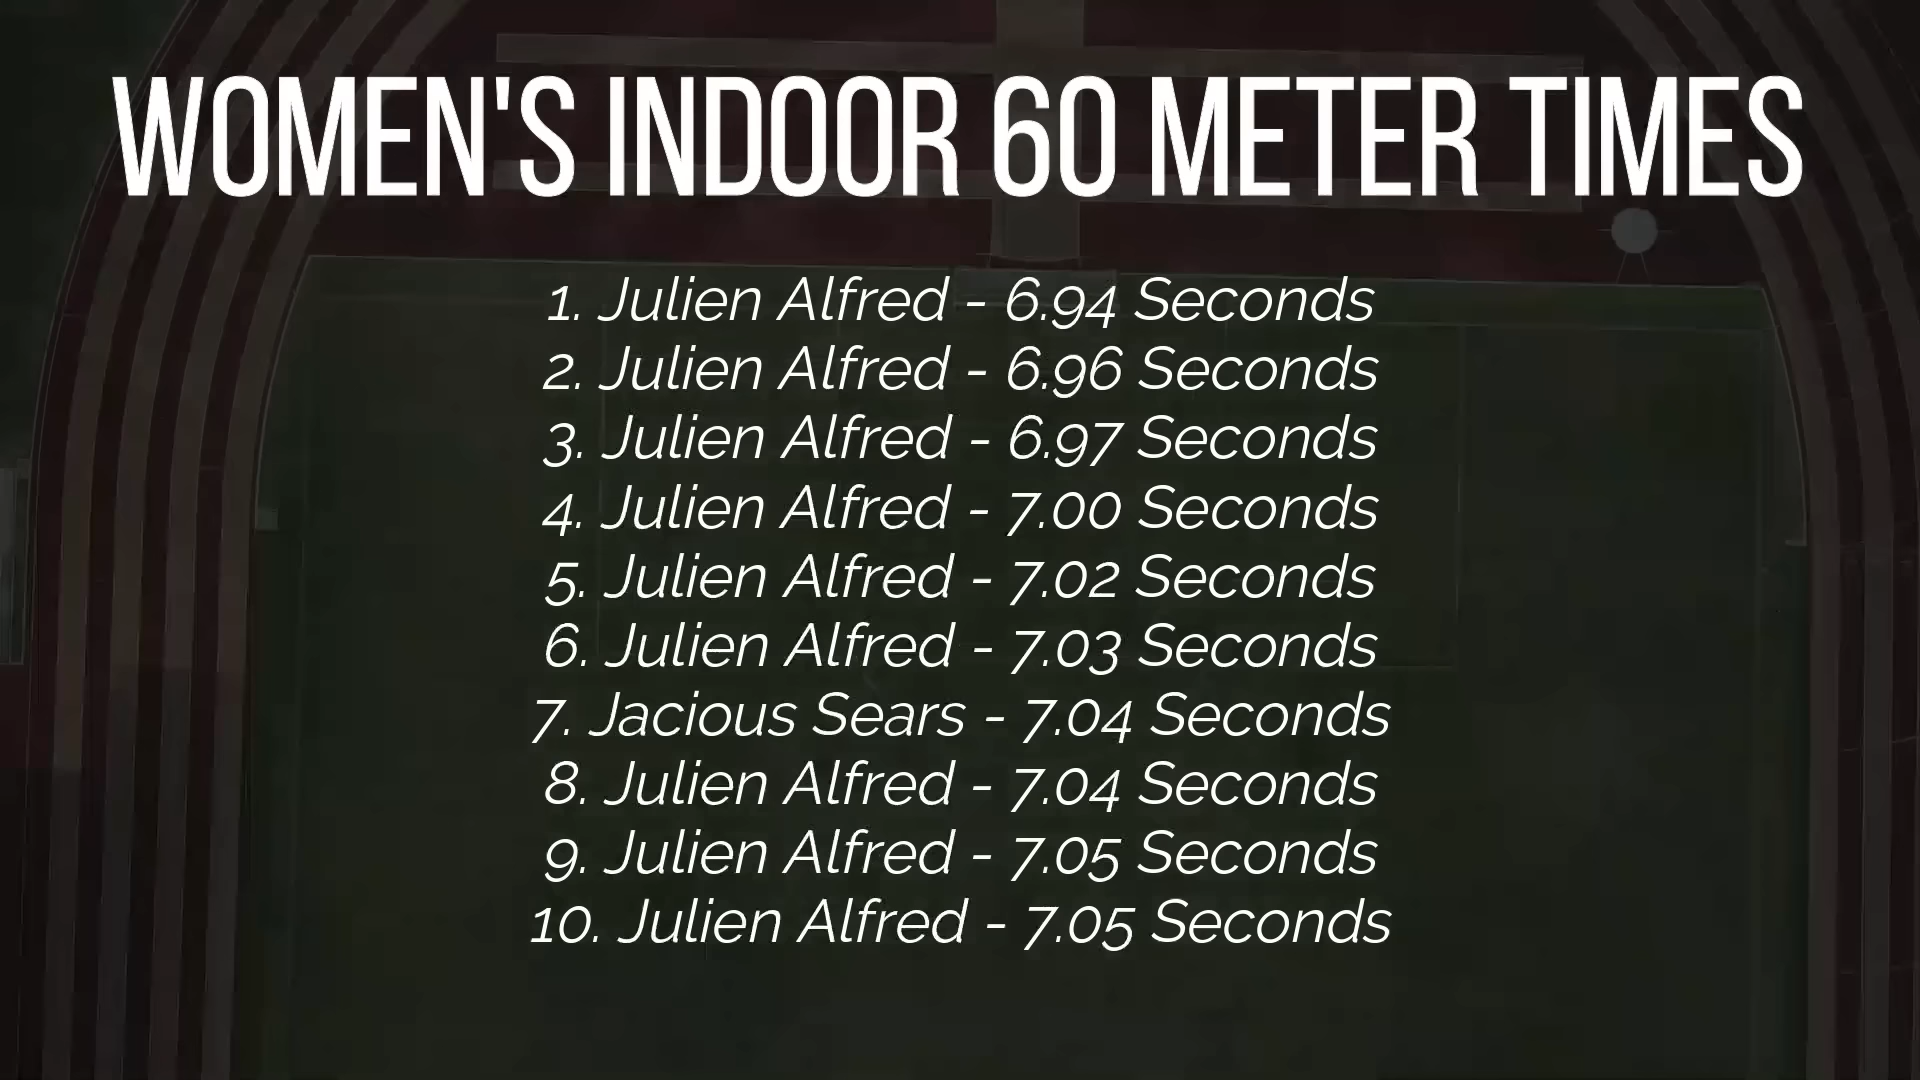 WOMEN'S INDOOR 60 METER TIMES
1. Julien Alfred - 6.94 Seconds
2. Julien Alfred - 6.96 Seconds
3. Julien Alfred - 6.97 Seconds
4. Julien Alfred - 7.00 Seconds
5. Julien Alfred - 7.02 Seconds
6. Julien Alfred - 7.03 Seconds
7. Jacious Sears - 7.04 Seconds
8. Julien Alfred - 7.04 Seconds
9. Julien Alfred - 7.05 Seconds
10. Julien Alfred - 7.05 Seconds